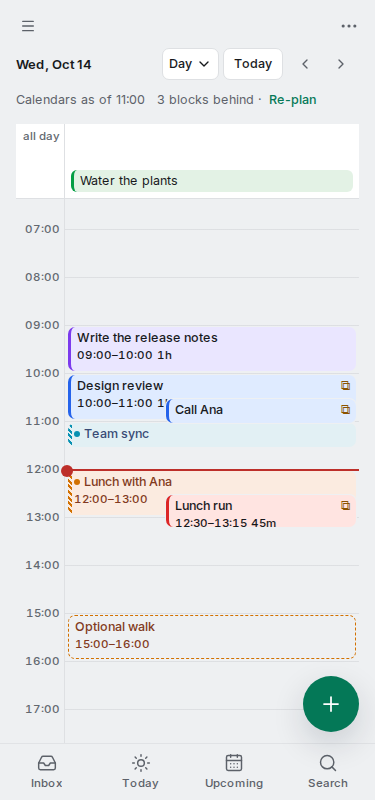 Wed, Oct 14
Day
Today
Calendars as of 11:00 3 blocks behind · Re-plan
all day
Water the plants
07:00
08:00
09:00
Write the release notes
09:00–10:00 1h
10:00
Design review
10:00–11:00
Call Ana
11:00
Team sync
12:00
Lunch with Ana
12:00–13:00
Lunch run
12:30–13:15 45m
13:00
14:00
15:00
Optional walk
15:00–16:00
16:00
17:00
Inbox
Today
Upcoming
Search